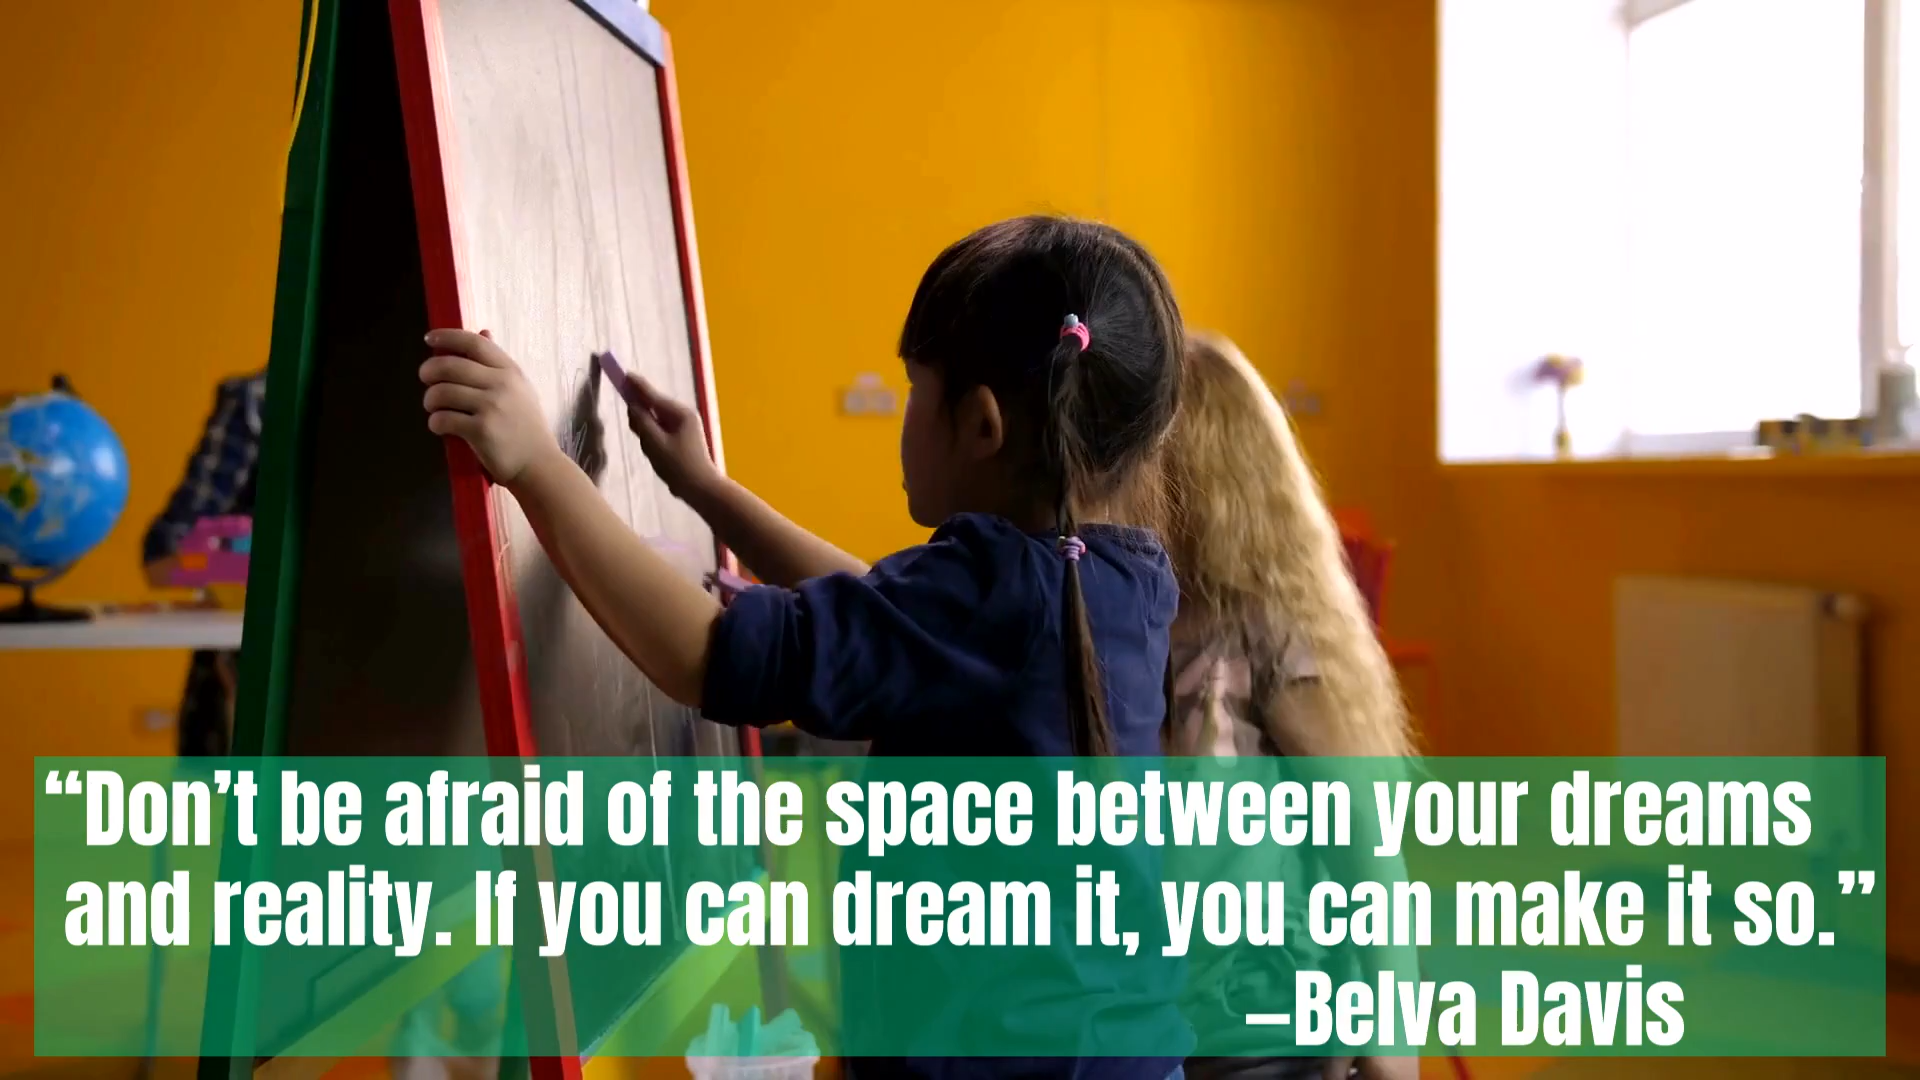 “Don’t be afraid of the space between your dreams
and reality. If you can dream it, you can make it so.”
—Belva Davis